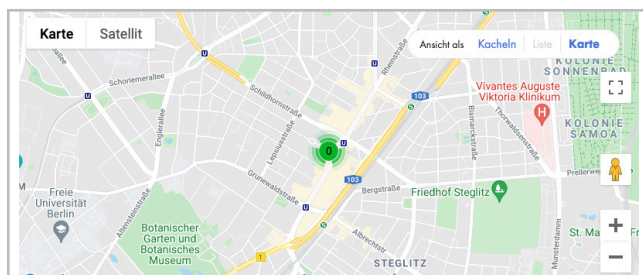 Karte Satellit
Ansicht als Kacheln Liste Karte
KOLONIE
SONNENBAD
Rheinstraße
Schorlemerallee
Schildhornstraße
103
Vivantes Auguste
Viktoria Klinikum
H
KOLONIE
SAMOA
Englerallee
Lepsiusstraße
Bismarckstraße
Thorwaldsenstraße
0
U
U
U
U
S
S
Grunewaldstraße
103
Bergstraße
Prellerweg
Freie
Universität
Berlin
Altensteinstraße
Friedhof Steglitz
Botanischer
Garten und
Botanisches
Museum
1
Albrechtstr.
STEGLITZ
Munsterdamm
St. Ma
+
−